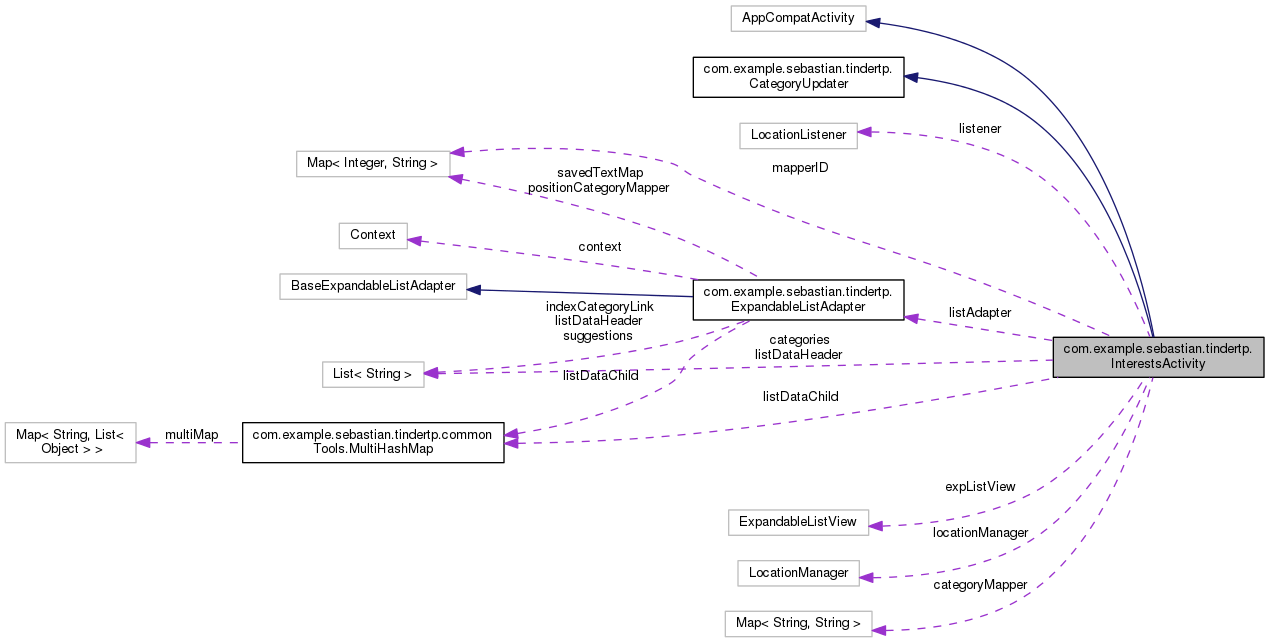 AppCompatActivity
com.example.sebastian.tindertp.
CategoryUpdater
LocationListener
listener
Map< Integer, String >
mapperID
savedTextMap
positionCategoryMapper
Context
context
BaseExpandableListAdapter
com.example.sebastian.tindertp.
ExpandableListAdapter
listAdapter
indexCategoryLink
listDataHeader
suggestions
categories
listDataHeader
com.example.sebastian.tindertp.
InterestsActivity
List< String >
listDataChild
listDataChild
Map< String, List<
Object > >
multiMap
com.example.sebastian.tindertp.common
Tools.MultiHashMap
expListView
ExpandableListView
locationManager
LocationManager
categoryMapper
Map< String, String >